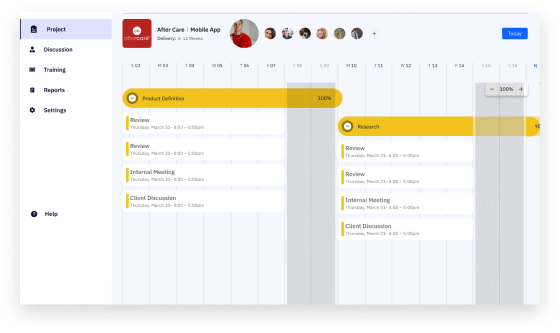 Project
Discussion
Training
Reports
Settings
Help
aftercare
After Care | Mobile App
Delivery: in 11 Weeks
+
Today
S 02 M 03 T 04 W 05 T 06 F 07 S 08 S 09 M 10 T 11 W 12 T 13 F 14 S 15 S 16
− 100% +
Product Definition 100%
Review
Thursday, March 31· 4:00 – 5:00pm
Review
Thursday, March 31· 4:00 – 5:00pm
Internal Meeting
Thursday, March 31· 4:00 – 5:00pm
Client Discussion
Thursday, March 31· 4:00 – 5:00pm
Research
Review
Thursday, March 31· 4:00 – 5:00pm
Review
Thursday, March 31· 4:00 – 5:00pm
Internal Meeting
Thursday, March 31· 4:00 – 5:00pm
Client Discussion
Thursday, March 31· 4:00 – 5:00pm